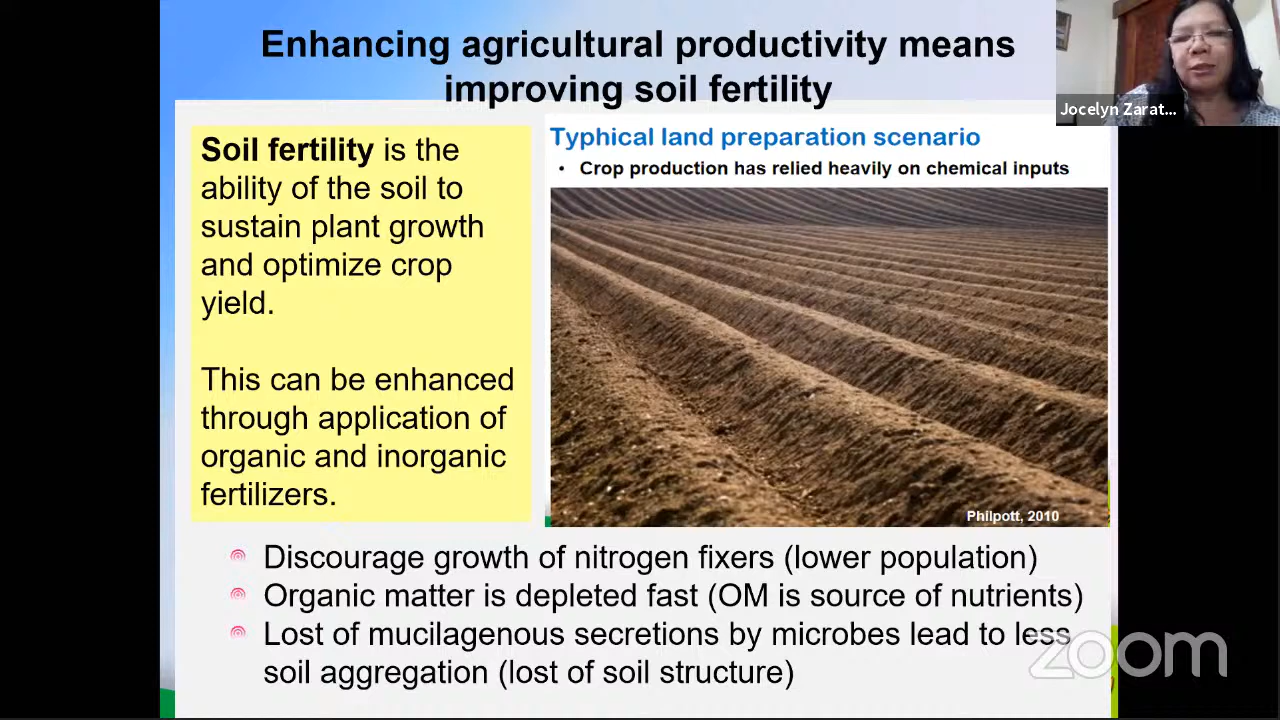 Enhancing agricultural productivity means
improving soil fertility
Jocelyn Zarat...
Soil fertility is the
ability of the soil to
sustain plant growth
and optimize crop
yield.
This can be enhanced
through application of
organic and inorganic
fertilizers.
Typhical land preparation scenario
• Crop production has relied heavily on chemical inputs
Philpott, 2010
Discourage growth of nitrogen fixers (lower population)
Organic matter is depleted fast (OM is source of nutrients)
Lost of mucilagenous secretions by microbes lead to less
soil aggregation (lost of soil structure)
zoom